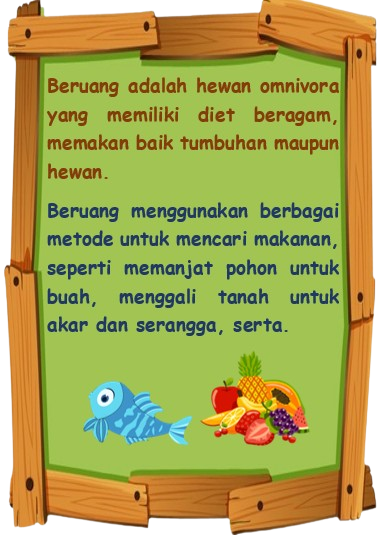 Beruang adalah hewan omnivora
yang memiliki diet beragam,
memakan baik tumbuhan maupun
hewan.
Beruang menggunakan berbagai
metode untuk mencari makanan,
seperti memanjat pohon untuk
buah, menggali tanah untuk
akar dan serangga, serta.